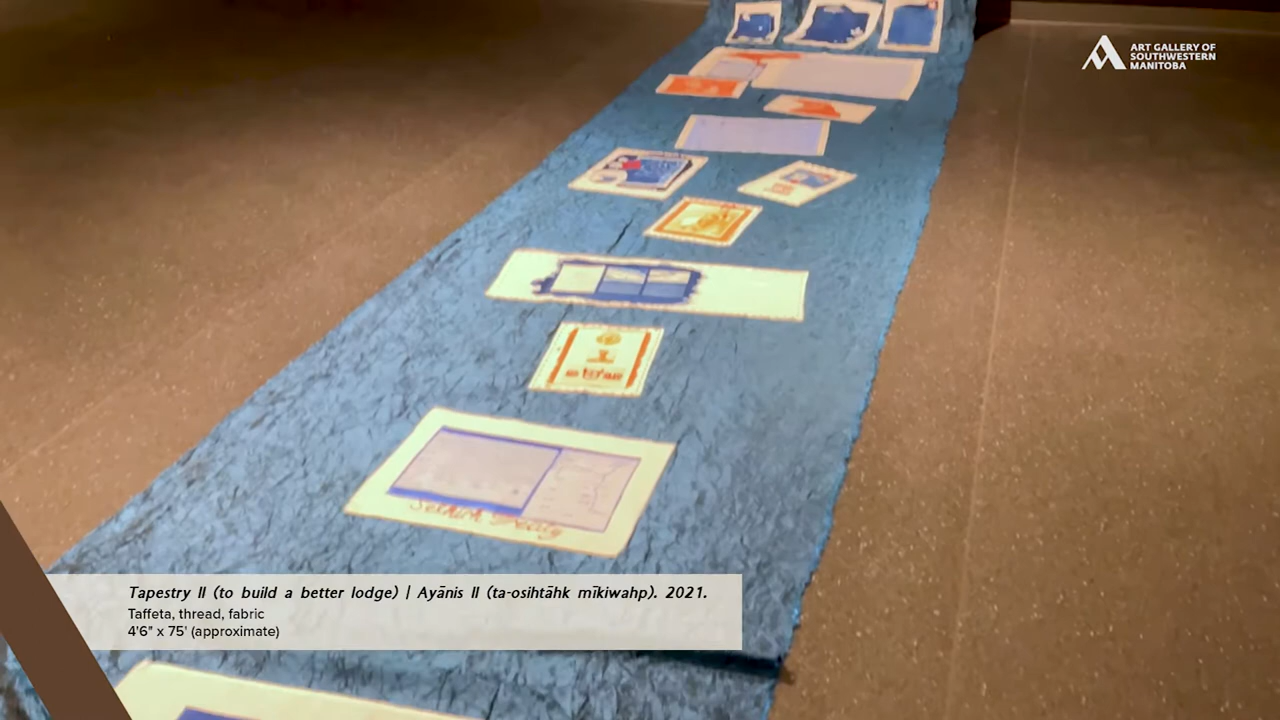 ART GALLERY OF
SOUTHWESTERN
MANITOBA
Tapestry II (to build a better lodge) | Ayānis II (ta-osihtāhk mīkiwahp). 2021.
Taffeta, thread, fabric
4'6" x 75' (approximate)